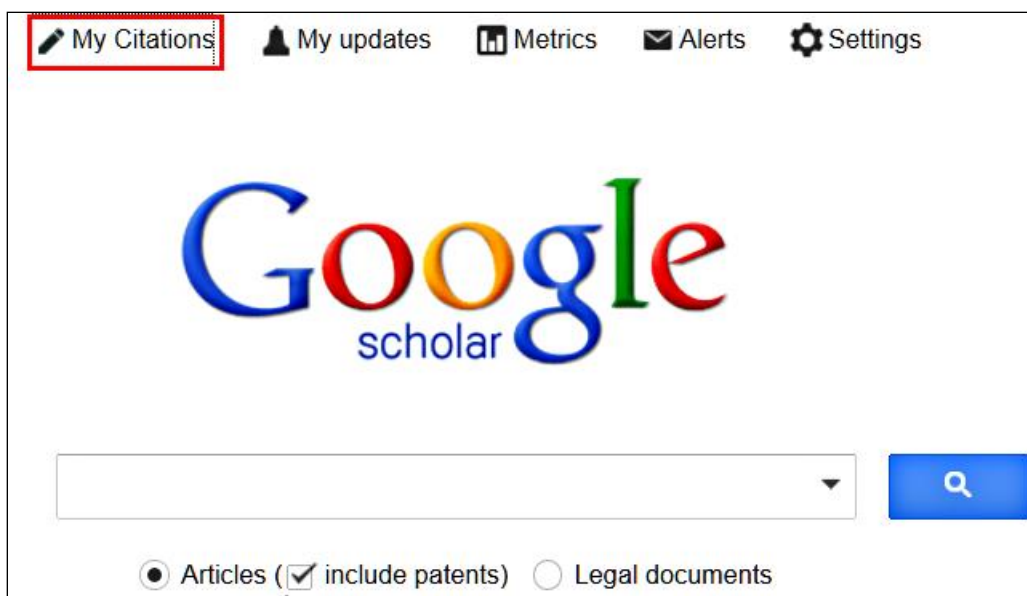 My Citations My updates Metrics Alerts Settings
Google
scholar
Articles ( include patents) Legal documents